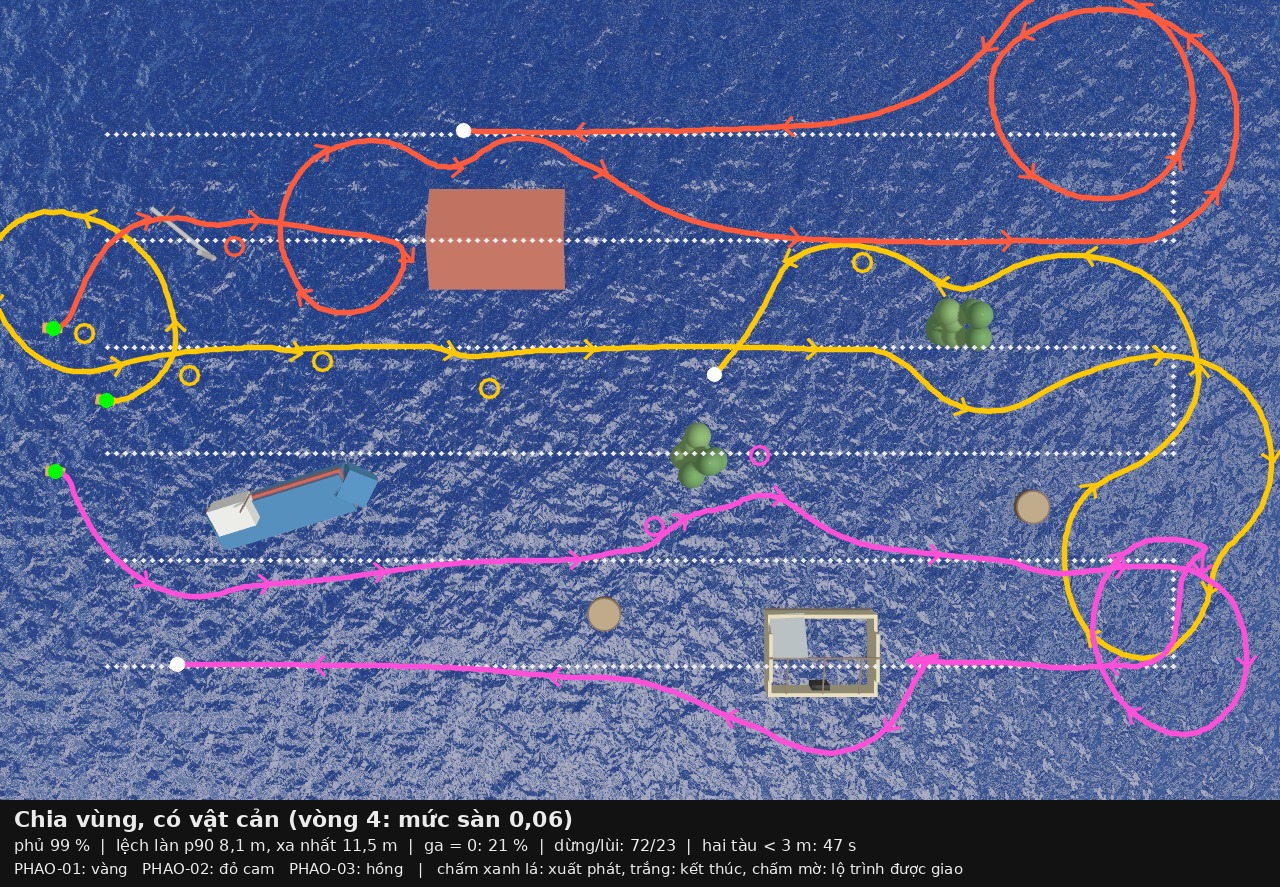 Chia vùng, có vật cản (vòng 4: mức sàn 0,06)
phủ 99 % | lệch làn p90 8,1 m, xa nhất 11,5 m | ga = 0: 21 % | dừng/lùi: 72/23 | hai tàu < 3 m: 47 s
PHAO-01: vàng PHAO-02: đỏ cam PHAO-03: hồng | chấm xanh lá: xuất phát, trắng: kết thúc, chấm mờ: lộ trình được giao